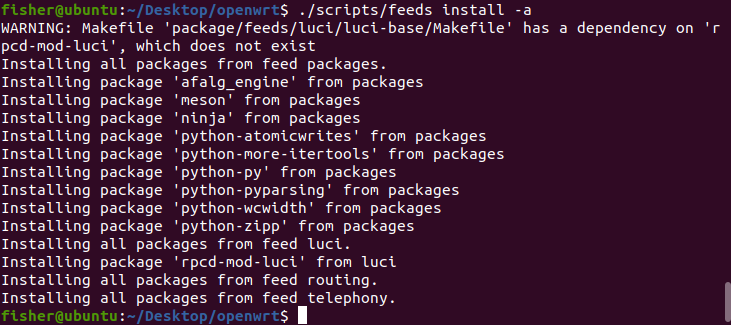 fisher@ubuntu:~/Desktop/openwrt$ ./scripts/feeds install -a
WARNING: Makefile 'package/feeds/luci/luci-base/Makefile' has a dependency on 'r
pcd-mod-luci', which does not exist
Installing all packages from feed packages.
Installing package 'afalg_engine' from packages
Installing package 'meson' from packages
Installing package 'ninja' from packages
Installing package 'python-atomicwrites' from packages
Installing package 'python-more-itertools' from packages
Installing package 'python-py' from packages
Installing package 'python-pyparsing' from packages
Installing package 'python-wcwidth' from packages
Installing package 'python-zipp' from packages
Installing all packages from feed luci.
Installing package 'rpcd-mod-luci' from luci
Installing all packages from feed routing.
Installing all packages from feed telephony.
fisher@ubuntu:~/Desktop/openwrt$